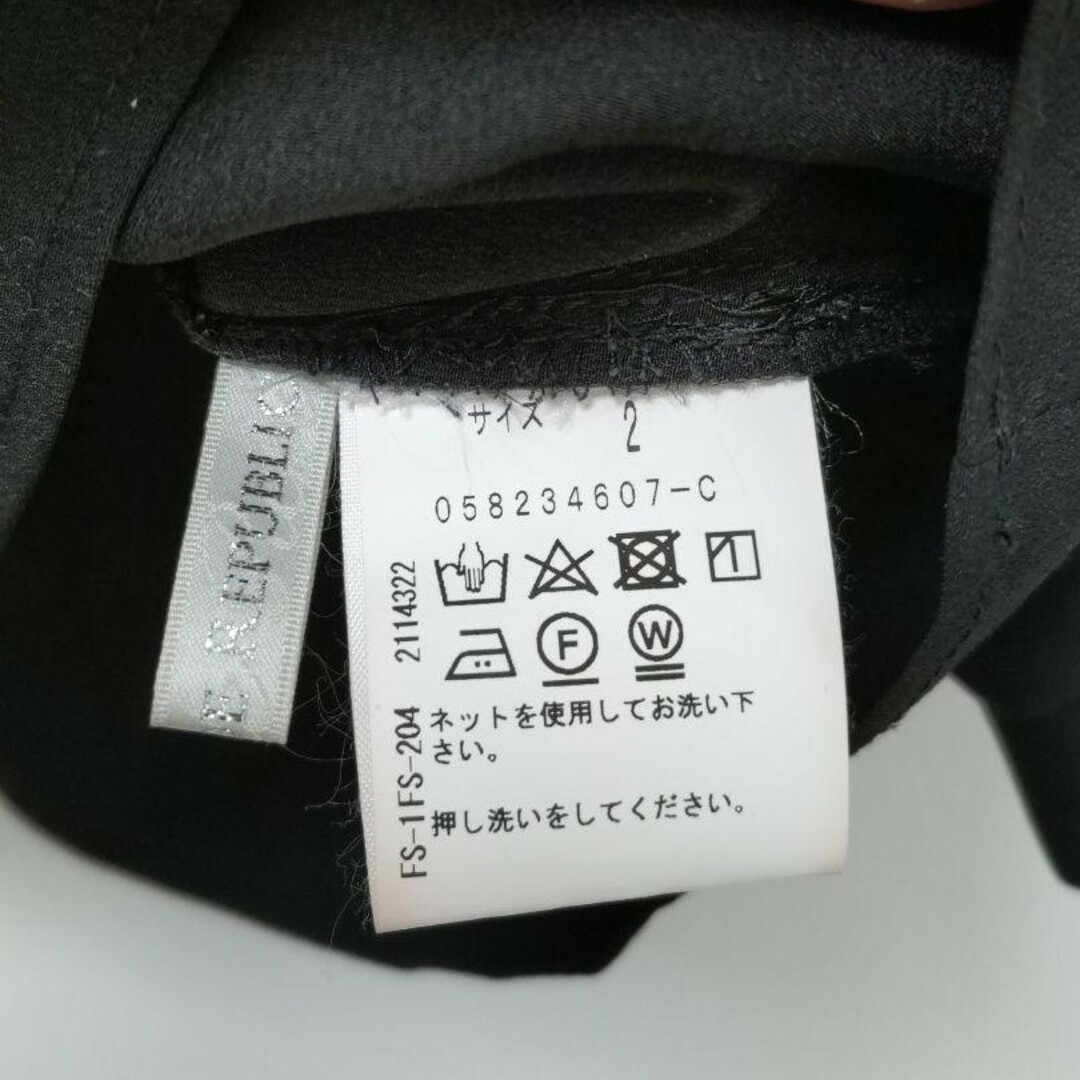 サイズ 2
058234607-C
F W
ネットを使用してお洗い下
さい。
押し洗いをしてください。
FS-1FS-204 2114322
E REPUBLIC